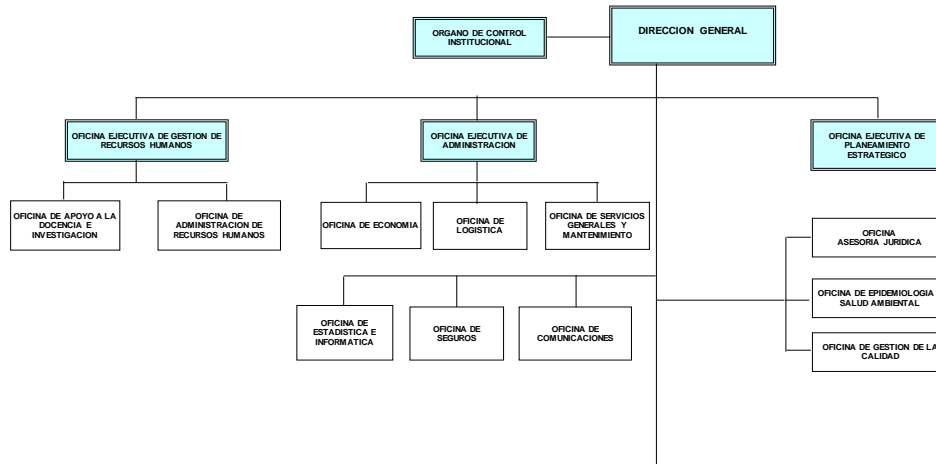 ORGANO DE CONTROL
INSTITUCIONAL
DIRECCION GENERAL
OFICINA EJECUTIVA DE GESTION DE
RECURSOS HUMANOS
OFICINA EJECUTIVA DE
ADMINISTRACION
OFICINA EJECUTIVA DE
PLANEAMIENTO
ESTRATEGICO
OFICINA DE APOYO A LA
DOCENCIA E
INVESTIGACION
OFICINA DE
ADMINISTRACION DE
RECURSOS HUMANOS
OFICINA DE ECONOMIA
OFICINA DE
LOGISTICA
OFICINA DE SERVICIOS
GENERALES Y
MANTENIMIENTO
OFICINA
ASESORIA JURIDICA
OFICINA DE EPIDEMIOLOGIA
SALUD AMBIENTAL
OFICINA DE GESTION DE LA
CALIDAD
OFICINA DE
ESTADISTICA E
INFORMATICA
OFICINA DE
SEGUROS
OFICINA DE
COMUNICACIONES